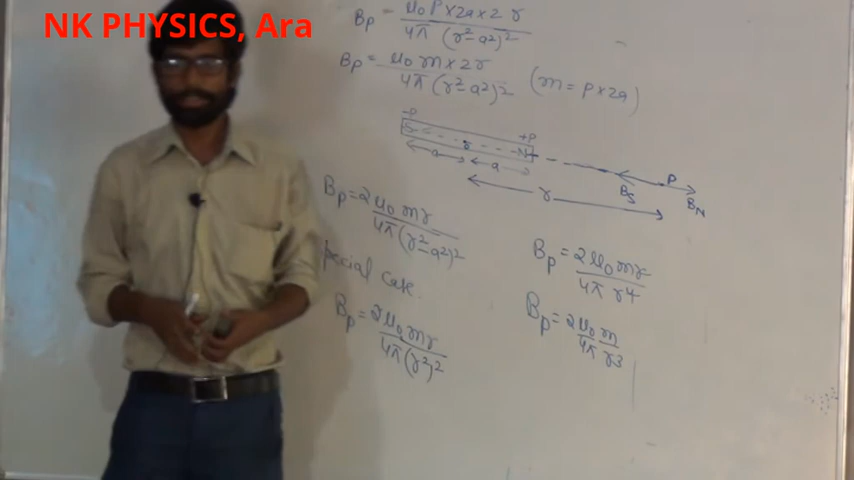 NK PHYSICS, Ara
Bp = μ0 P×2a×2r / 4π (r²-a²)²
Bp = μ0 m×2r / 4π (r²-a²)² (m = P×2a)
-P
+P
S
N
a a
r
P
BS
BN
Bp = 2μ0 mr / 4π(r²-a²)²
pecial case.
Bp = 2μ0 mr / 4π(r²)²
Bp = 2μ0 mr / 4π r4
Bp = 2μ0 m / 4π r3